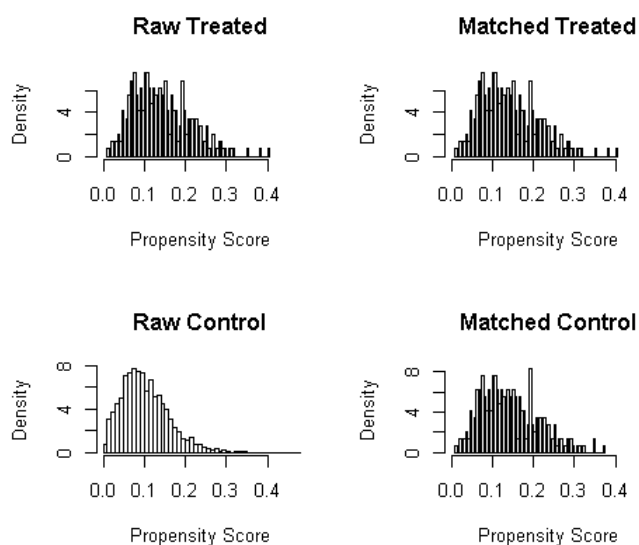 Raw Treated
Density
0 4
0.0 0.1 0.2 0.3 0.4
Propensity Score
Matched Treated
Density
0 4
0.0 0.1 0.2 0.3 0.4
Propensity Score
Raw Control
Density
0 4 8
0.0 0.1 0.2 0.3 0.4
Propensity Score
Matched Control
Density
0 4 8
0.0 0.1 0.2 0.3 0.4
Propensity Score